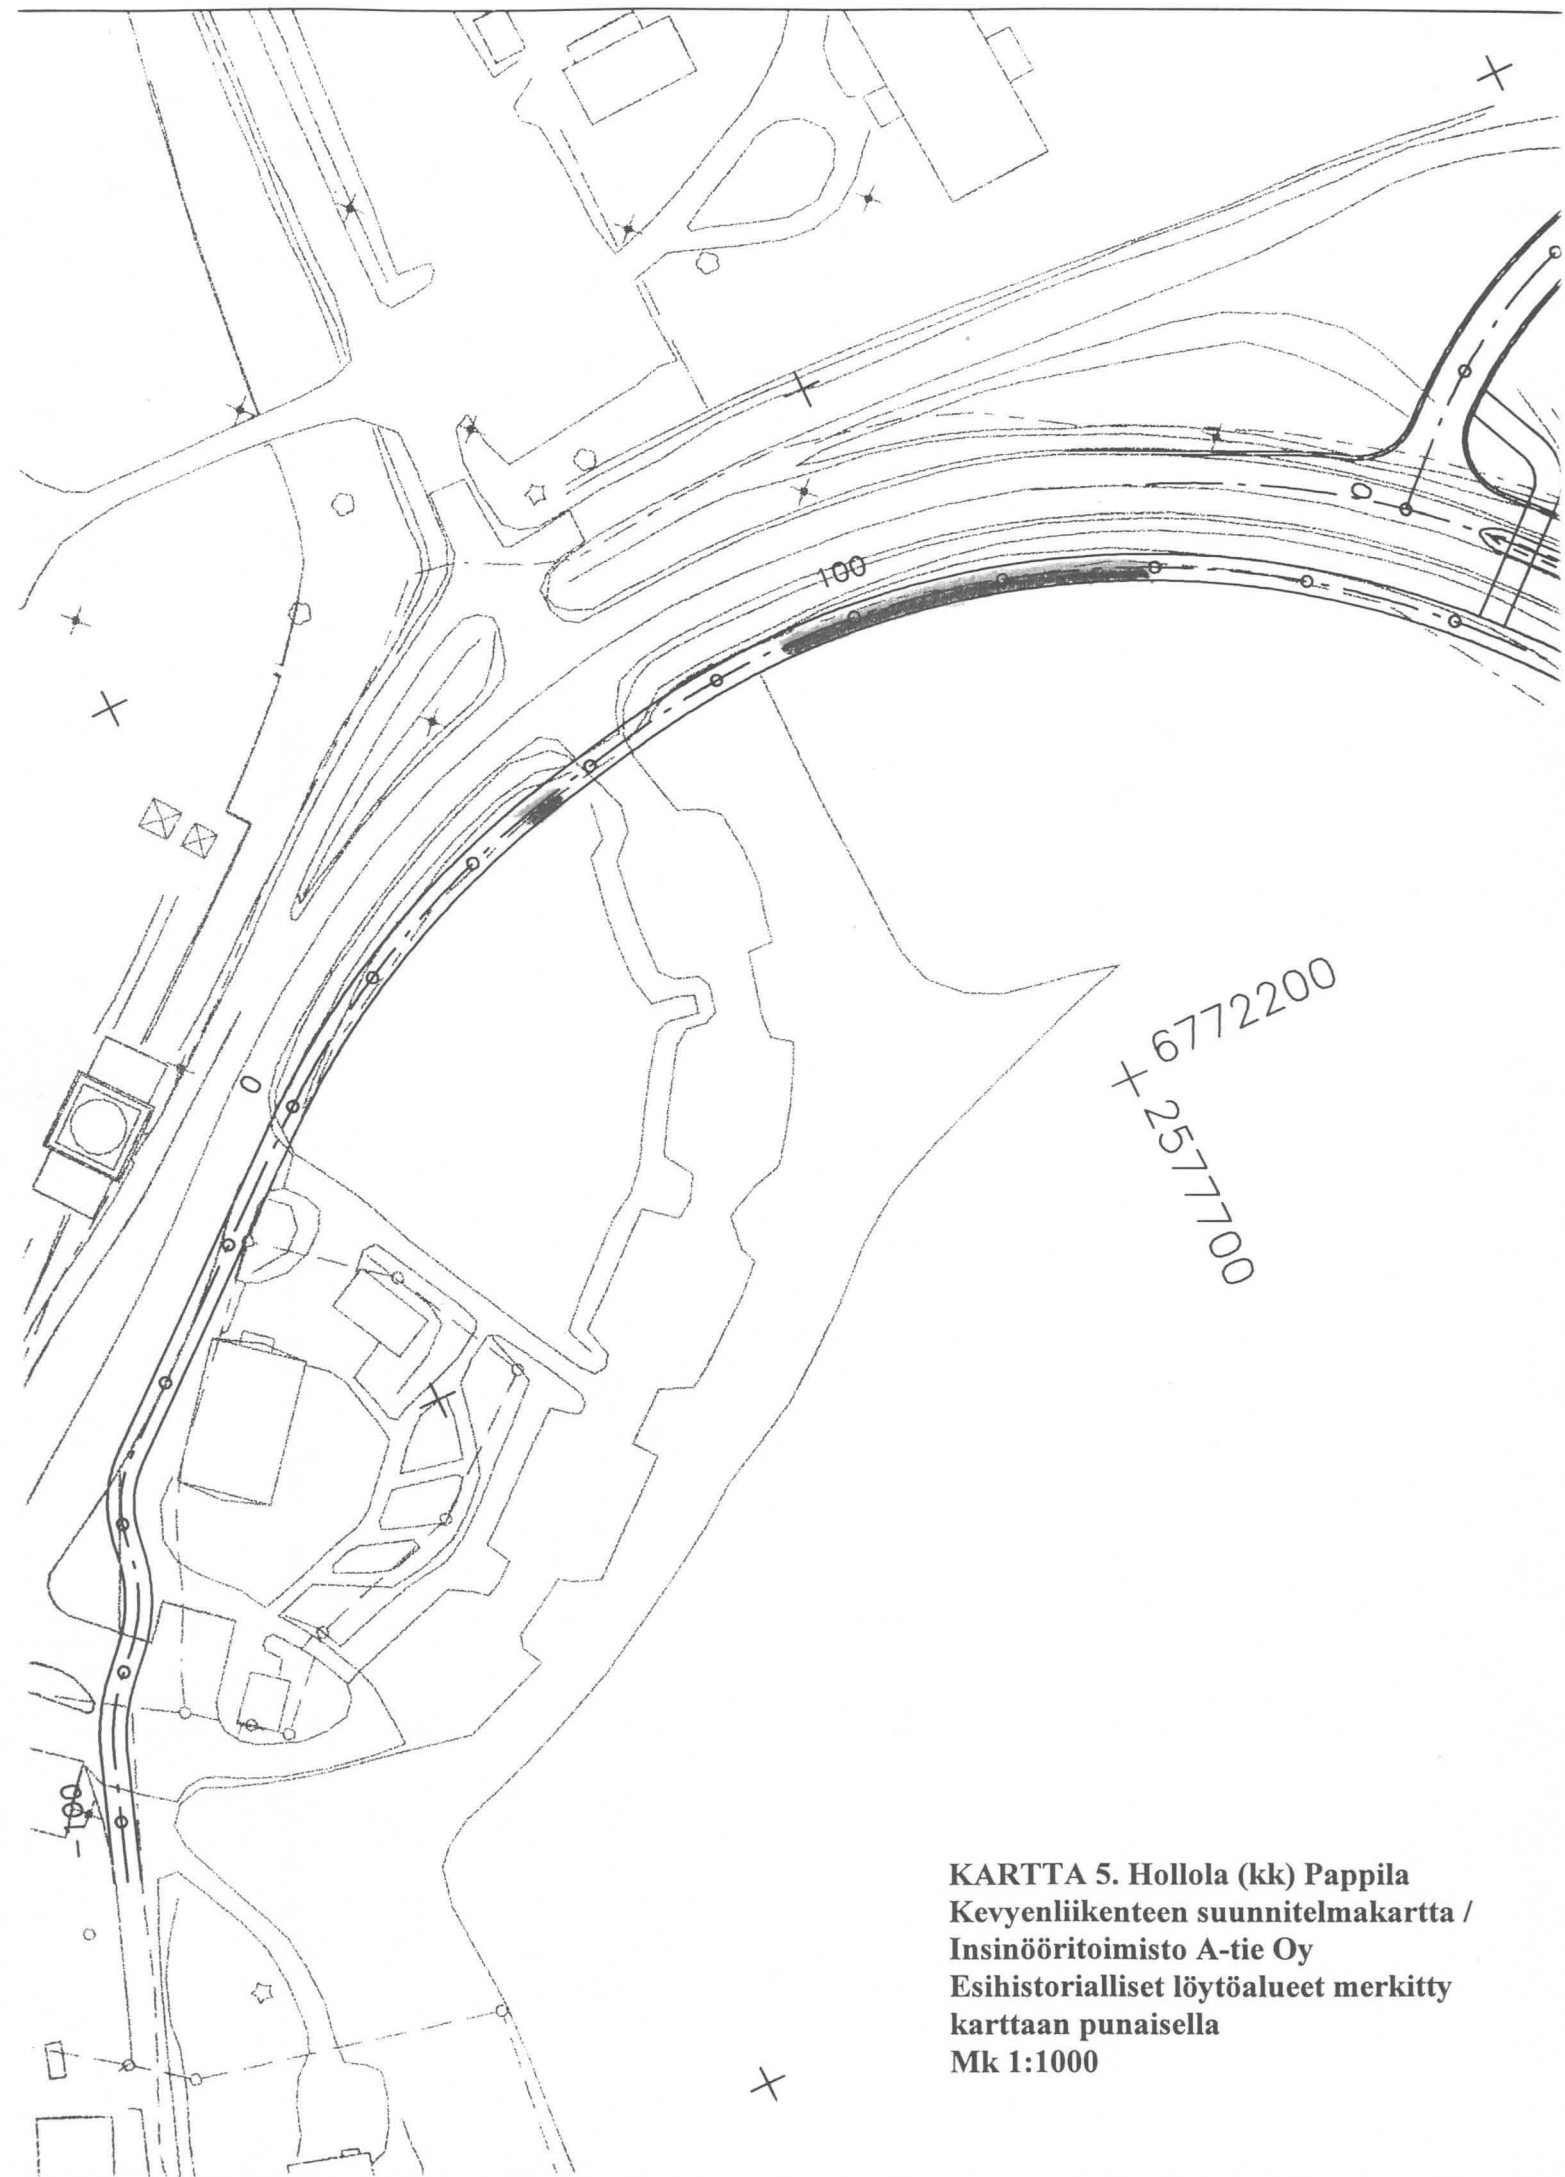 100
6772200
2577700
0
-100
KARTTA 5. Hollola (kk) Pappila
Kevyenliikenteen suunnitelmakartta /
Insinööritoimisto A-tie Oy
Esihistorialliset löytöalueet merkitty
karttaan punaisella
Mk 1:1000